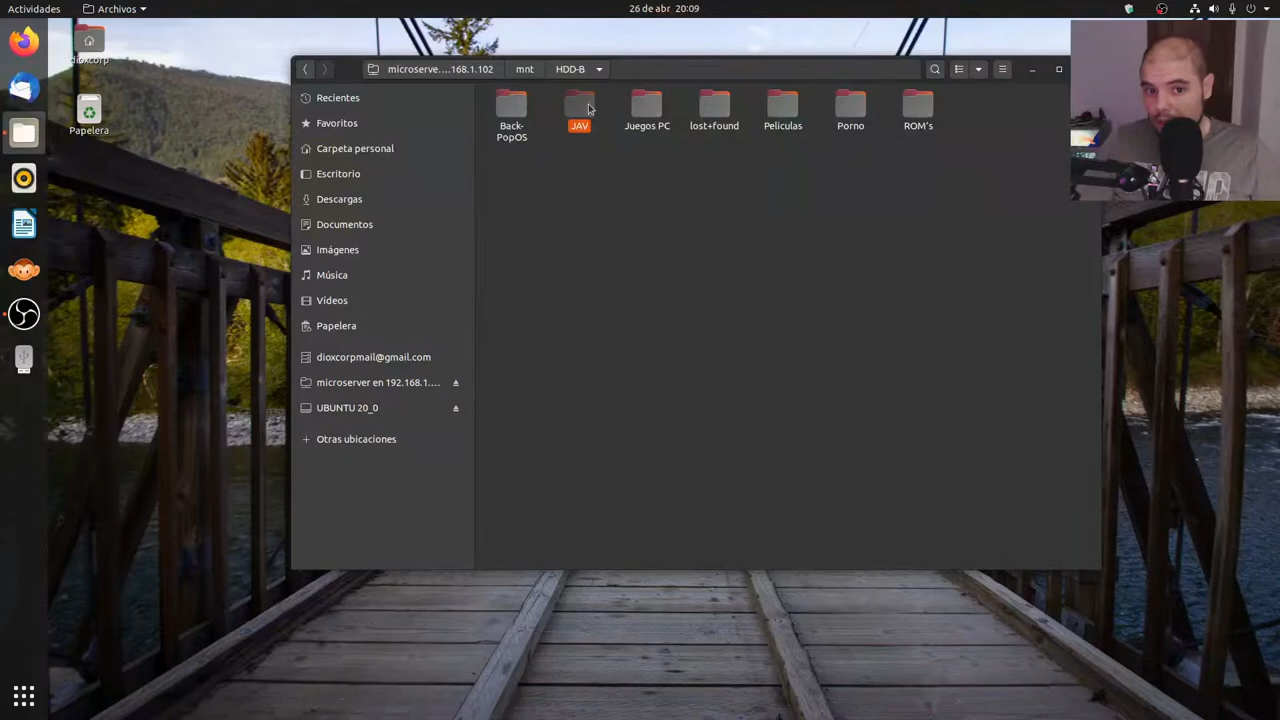 Actividades
Archivos
26 de abr 20:09
dioxcorp
Papelera
microserve....168.1.102
mnt
HDD-B
Recientes
Favoritos
Carpeta personal
Escritorio
Descargas
Documentos
Imágenes
Música
Vídeos
Papelera
dioxcorpmail@gmail.com
microserver en 192.168.1....
UBUNTU 20_0
Otras ubicaciones
Back-
PopOS
JAV
Juegos PC
lost+found
Peliculas
Porno
ROM's